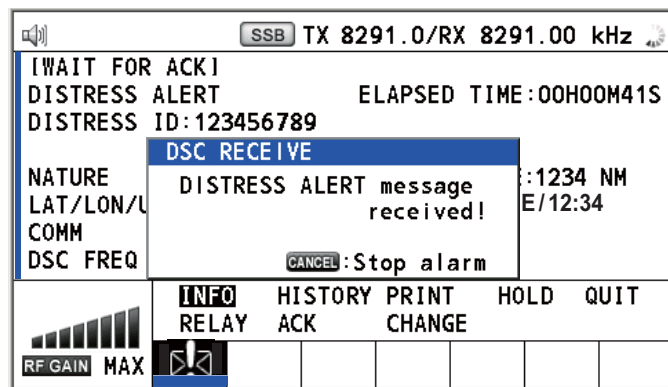 SSB TX 8291.0/RX 8291.00 kHz
[WAIT FOR ACK]
DISTRESS ALERT ELAPSED TIME:00H00M41S
DISTRESS ID:123456789
DSC RECEIVE
NATURE :1234 NM
DISTRESS ALERT message
LAT/LON/U E/12:34
received!
COMM
DSC FREQ
CANCEL:Stop alarm
INFO HISTORY PRINT HOLD QUIT
RELAY ACK CHANGE
RF GAIN MAX